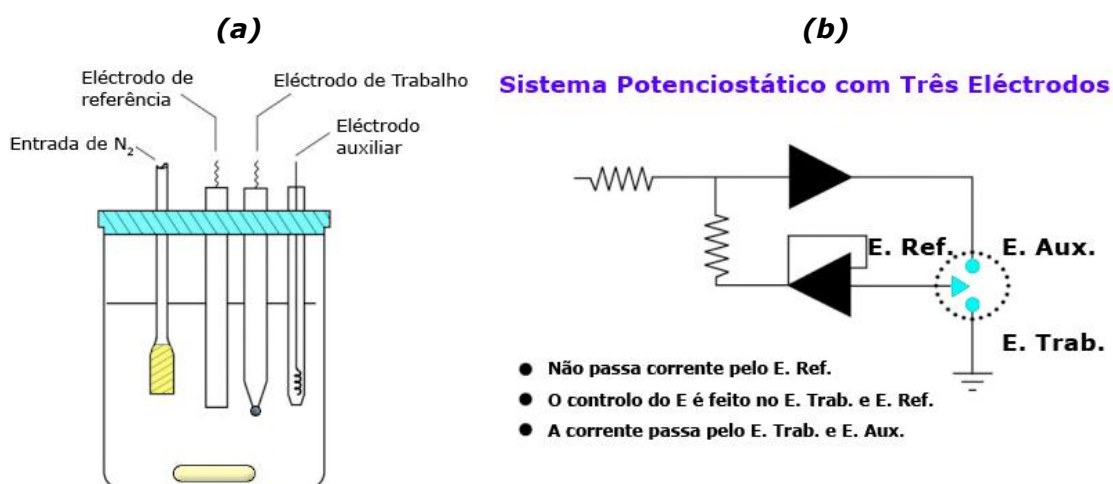 (a)
Eléctrodo de
referência
Eléctrodo de Trabalho
Entrada de N2
Eléctrodo
auxiliar
(b)
Sistema Potenciostático com Três Eléctrodos
E. Ref.
E. Aux.
E. Trab.
Não passa corrente pelo E. Ref.
O controlo do E é feito no E. Trab. e E. Ref.
A corrente passa pelo E. Trab. e E. Aux.